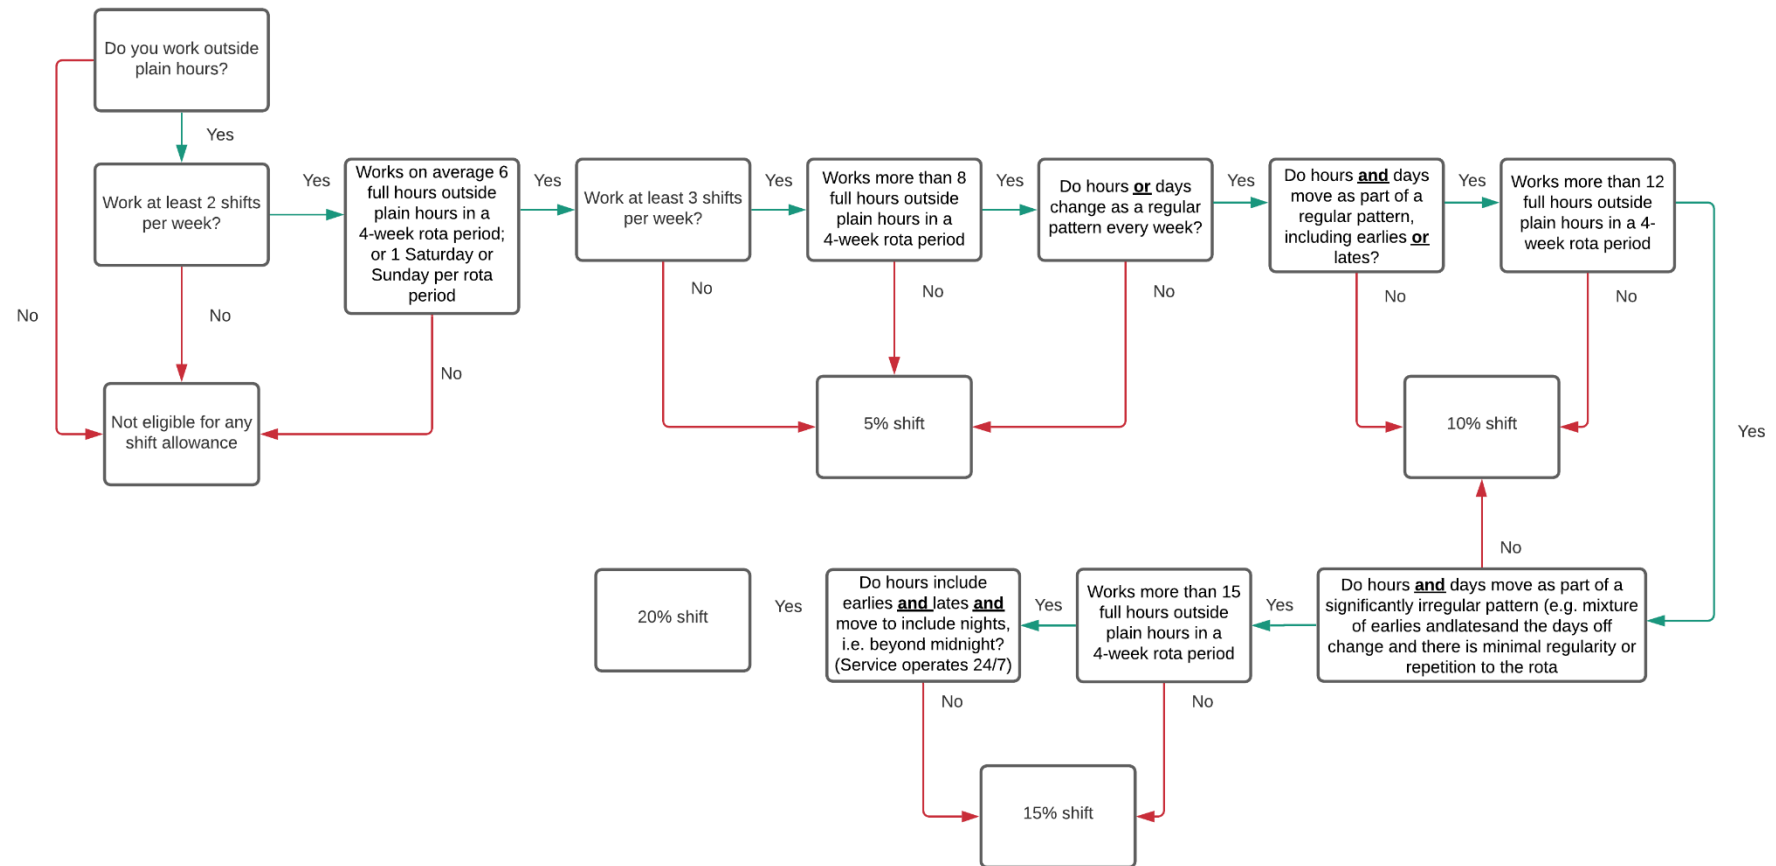 Do you work outside
plain hours?
Yes
No
Work at least 2 shifts
per week?
Yes
No
Not eligible for any
shift allowance
Works on average 6
full hours outside
plain hours in a
4-week rota period;
or 1 Saturday or
Sunday per rota
period
Yes
No
Work at least 3 shifts
per week?
Yes
No
Works more than 8
full hours outside
plain hours in a
4-week rota period
Yes
No
Do hours or days
change as a regular
pattern every week?
Yes
No
5% shift
Do hours and days
move as part of a
regular pattern,
including earlies or
lates?
Yes
No
Works more than 12
full hours outside
plain hours in a 4-
week rota period
No
Yes
10% shift
No
Do hours and days move as part of a
significantly irregular pattern (e.g. mixture
of earlies andlatesand the days off
change and there is minimal regularity or
repetition to the rota
Yes
Works more than 15
full hours outside
plain hours in a
4-week rota period
Yes
No
Do hours include
earlies and lates and
move to include nights,
i.e. beyond midnight?
(Service operates 24/7)
Yes
No
20% shift
15% shift